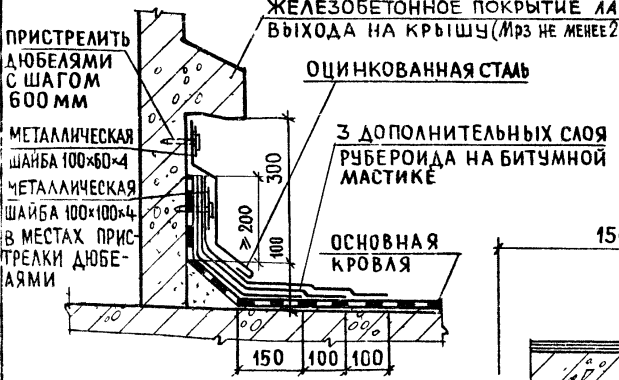 ЖЕЛЕЗОБЕТОННОЕ ПОКРЫТИЕ
ВЫХОДА НА КРЫШУ (Мрз НЕ МЕНЕЕ 2
ПРИСТРЕЛИТЬ
ДЮБЕЛЯМИ
С ШАГОМ
600 ММ
ОЦИНКОВАННАЯ СТАЛЬ
МЕТАЛЛИЧЕСКАЯ
ШАЙБА 100×60×4
МЕТАЛЛИЧЕСКАЯ
ШАЙБА 100×100×4
В МЕСТАХ ПРИС-
ТРЕЛКИ ДЮБЕ-
ЛЯМИ
3 ДОПОЛНИТЕЛЬНЫХ СЛОЯ
РУБЕРОИДА НА БИТУМНОЙ
МАСТИКЕ
ОСНОВНАЯ
КРОВЛЯ
300
≥ 200
100
150 100 100